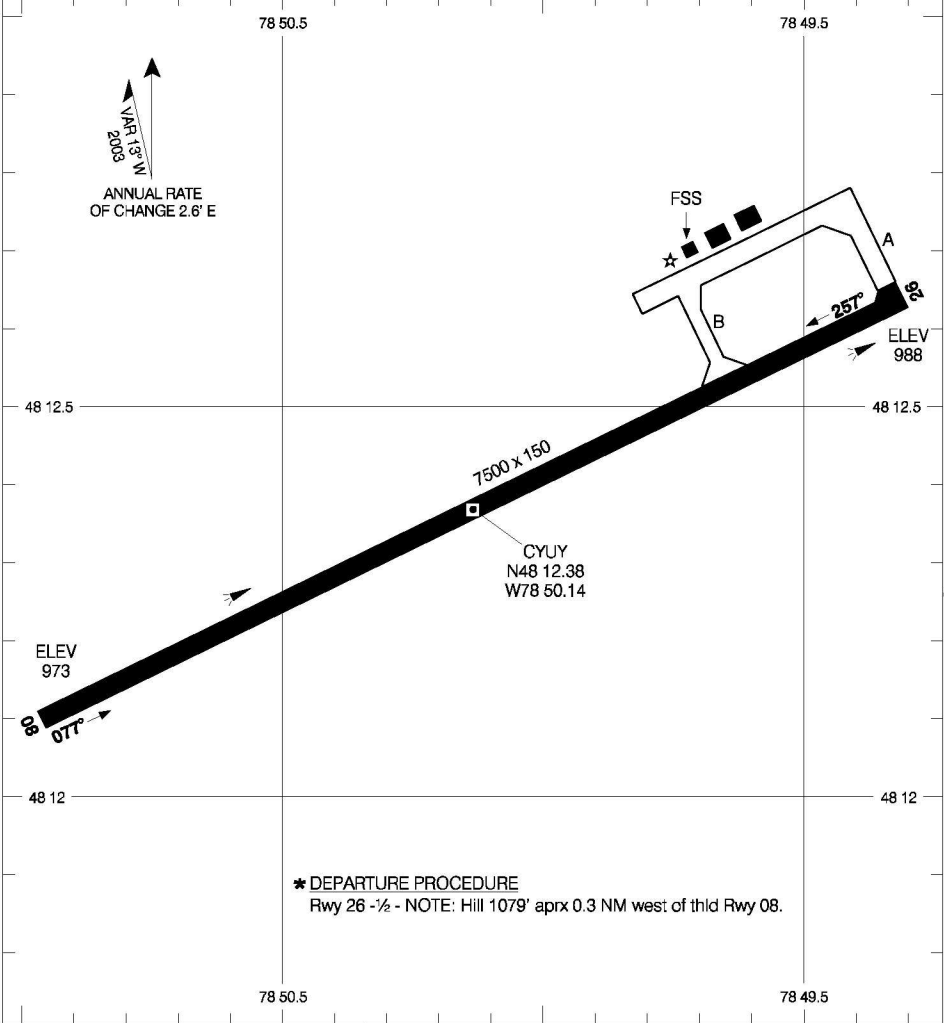 78 50.5
78 49.5
VAR 13° W
2003
ANNUAL RATE
OF CHANGE 2.6' E
FSS
A
26
257°
B
ELEV
988
48 12.5
48 12.5
7500 x 150
CYUY
N48 12.38
W78 50.14
ELEV
973
08
077°
48 12
48 12
* DEPARTURE PROCEDURE
Rwy 26 -½ - NOTE: Hill 1079' aprx 0.3 NM west of thld Rwy 08.
78 50.5
78 49.5